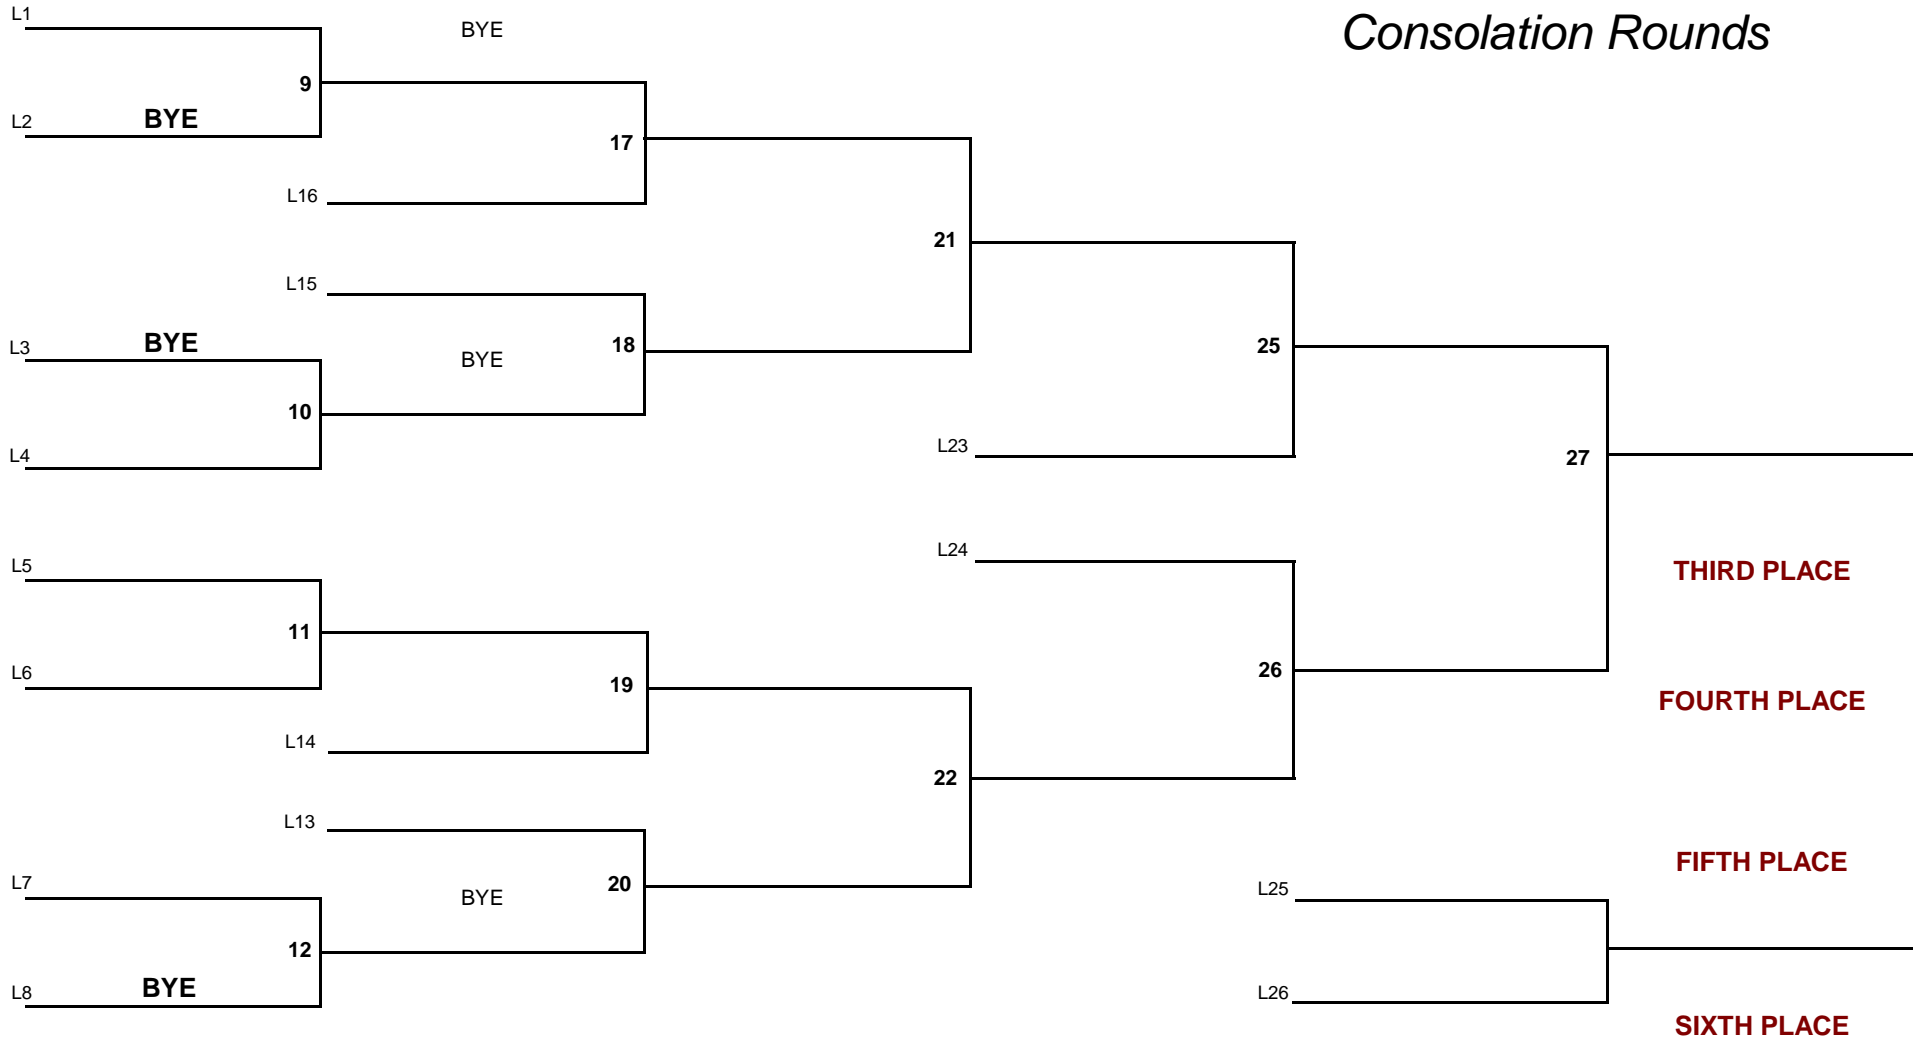 L1
BYE
Consolation Rounds
9
L2
BYE
17
L16
21
L15
L3
BYE
BYE
18
25
10
L4
L23
27
L5
L24
THIRD PLACE
11
L6
19
26
FOURTH PLACE
L14
22
L13
FIFTH PLACE
L7
BYE
20
L25
12
L8
BYE
L26
SIXTH PLACE